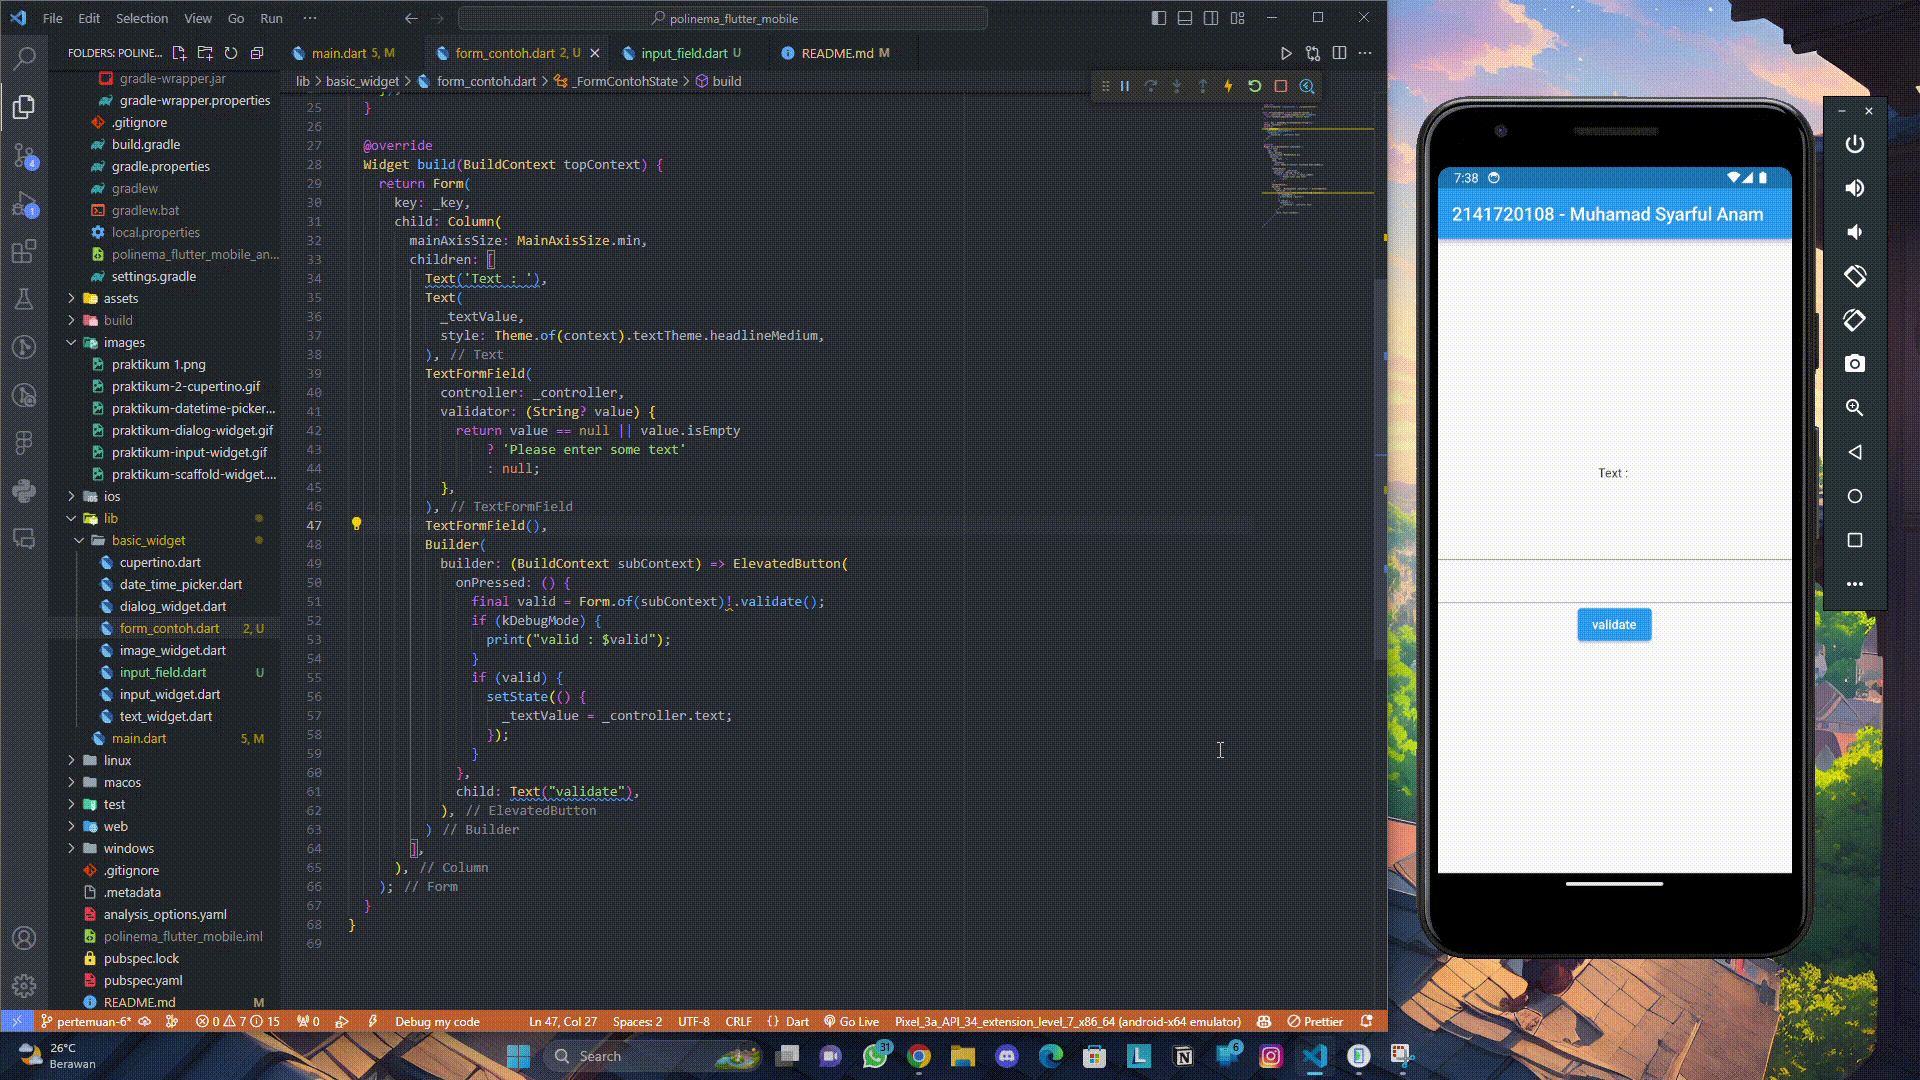 File Edit Selection View Go Run ···
polinema_flutter_mobile
FOLDERS: POLINE...
main.dart 5, M
form_contoh.dart 2, U
input_field.dart U
README.md M
lib > basic_widget > form_contoh.dart > _FormContohState > build
gradle-wrapper.jar
gradle-wrapper.properties
.gitignore
build.gradle
gradle.properties
gradlew
gradlew.bat
local.properties
polinema_flutter_mobile_an...
settings.gradle
assets
build
images
praktikum 1.png
praktikum-2-cupertino.gif
praktikum-datetime-picker...
praktikum-dialog-widget.gif
praktikum-input-widget.gif
praktikum-scaffold-widget....
ios
lib
basic_widget
cupertino.dart
date_time_picker.dart
dialog_widget.dart
form_contoh.dart 2, U
image_widget.dart
input_field.dart U
input_widget.dart
text_widget.dart
main.dart 5, M
linux
macos
test
web
windows
.gitignore
.metadata
analysis_options.yaml
polinema_flutter_mobile.iml
pubspec.lock
pubspec.yaml
README.md M
4
1
25 }
26
27 @override
28 Widget build(BuildContext topContext) {
29 return Form(
30 key: _key,
31 child: Column(
32 mainAxisSize: MainAxisSize.min,
33 children: [
34 Text('Text : '),
35 Text(
36 _textValue,
37 style: Theme.of(context).textTheme.headlineMedium,
38 ), // Text
39 TextFormField(
40 controller: _controller,
41 validator: (String? value) {
42 return value == null || value.isEmpty
43 ? 'Please enter some text'
44 : null;
45 },
46 ), // TextFormField
47 TextFormField(),
48 Builder(
49 builder: (BuildContext subContext) => ElevatedButton(
50 onPressed: () {
51 final valid = Form.of(subContext)!.validate();
52 if (kDebugMode) {
53 print("valid : $valid");
54 }
55 if (valid) {
56 setState(() {
57 _textValue = _controller.text;
58 });
59 }
60 },
61 child: Text("validate"),
62 ), // ElevatedButton
63 ) // Builder
64 ],
65 ), // Column
66 ); // Form
67 }
68 }
69
7:38
2141720108 - Muhamad Syarful Anam
Text :
validate
pertemuan-6* 0 7 15 0 Debug my code Ln 47, Col 27 Spaces: 2 UTF-8 CRLF {} Dart Go Live Pixel_3a_API_34_extension_level_7_x86_64 (android-x64 emulator) Prettier
26°C
Berawan
Search
31
6